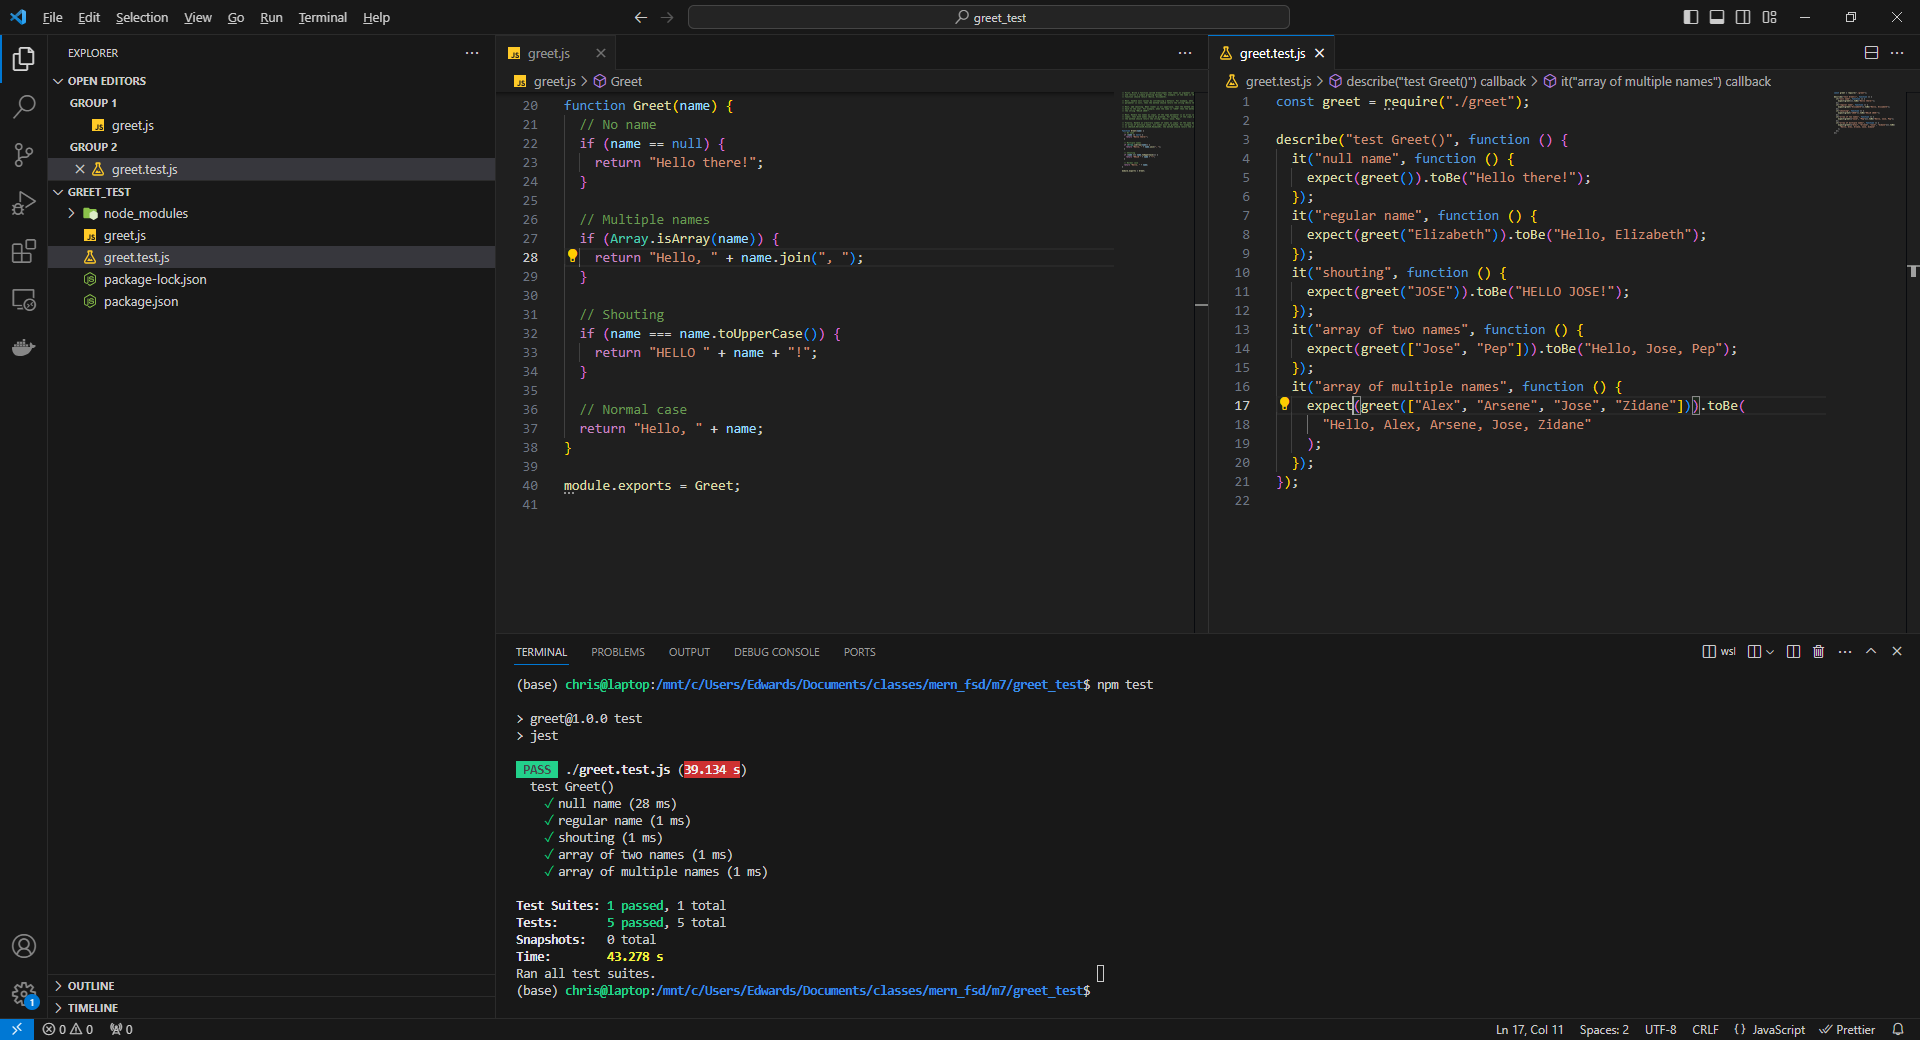 File Edit Selection View Go Run Terminal Help
greet_test
EXPLORER
OPEN EDITORS
GROUP 1
greet.js
GROUP 2
greet.test.js
GREET_TEST
node_modules
greet.js
greet.test.js
package-lock.json
package.json
OUTLINE
TIMELINE
greet.js
greet.js > Greet
20 function Greet(name) {
21 // No name
22 if (name == null) {
23 return "Hello there!";
24 }
25
26 // Multiple names
27 if (Array.isArray(name)) {
28 return "Hello, " + name.join(", ");
29 }
30
31 // Shouting
32 if (name === name.toUpperCase()) {
33 return "HELLO " + name + "!";
34 }
35
36 // Normal case
37 return "Hello, " + name;
38 }
39
40 module.exports = Greet;
41
greet.test.js
greet.test.js > describe("test Greet()") callback > it("array of multiple names") callback
1 const greet = require("./greet");
2
3 describe("test Greet()", function () {
4 it("null name", function () {
5 expect(greet()).toBe("Hello there!");
6 });
7 it("regular name", function () {
8 expect(greet("Elizabeth")).toBe("Hello, Elizabeth");
9 });
10 it("shouting", function () {
11 expect(greet("JOSE")).toBe("HELLO JOSE!");
12 });
13 it("array of two names", function () {
14 expect(greet(["Jose", "Pep"])).toBe("Hello, Jose, Pep");
15 });
16 it("array of multiple names", function () {
17 expect(greet(["Alex", "Arsene", "Jose", "Zidane"])).toBe(
18 "Hello, Alex, Arsene, Jose, Zidane"
19 );
20 });
21 });
22
TERMINAL PROBLEMS OUTPUT DEBUG CONSOLE PORTS
wsl
(base) chris@laptop:/mnt/c/Users/Edwards/Documents/classes/mern_fsd/m7/greet_test$ npm test
> greet@1.0.0 test
> jest
PASS ./greet.test.js (39.134 s)
test Greet()
✓ null name (28 ms)
✓ regular name (1 ms)
✓ shouting (1 ms)
✓ array of two names (1 ms)
✓ array of multiple names (1 ms)
Test Suites: 1 passed, 1 total
Tests: 5 passed, 5 total
Snapshots: 0 total
Time: 43.278 s
Ran all test suites.
(base) chris@laptop:/mnt/c/Users/Edwards/Documents/classes/mern_fsd/m7/greet_test$
1
0 0 0
Ln 17, Col 11 Spaces: 2 UTF-8 CRLF {} JavaScript Prettier